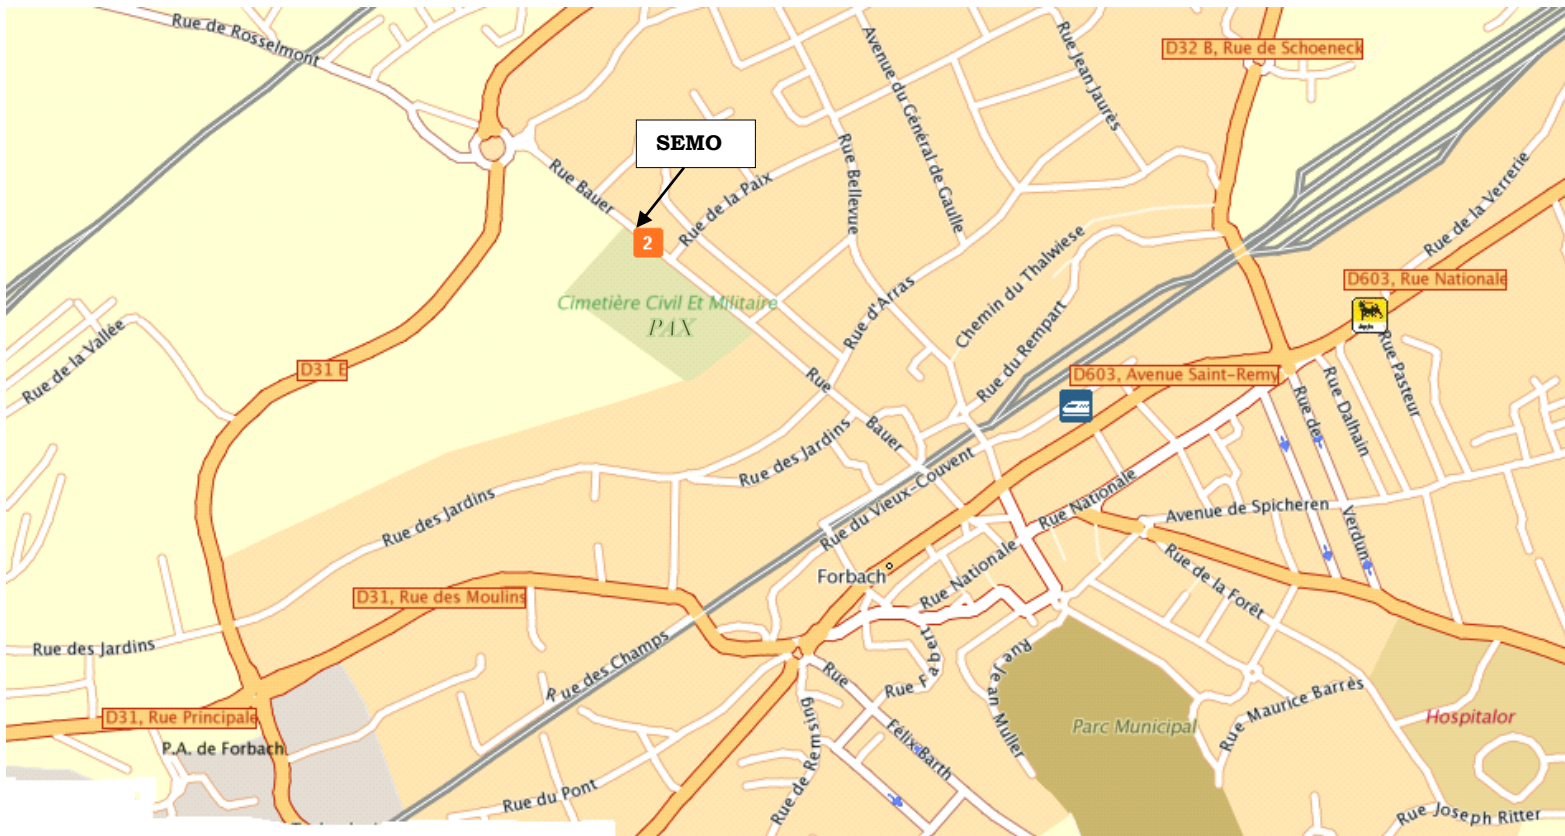 Rue de Rosselmont
D32 B, Rue de Schoeneck
Avenue du Général de Gaulle
Rue Jean Jaurès
SEMO
Rue Bauer
Rue de la Paix
Rue Bellevue
2
Rue de la Verrerie
Chemin du Thalwiese
D603, Rue Nationale
Cimetière Civil Et Militaire
PAX
Rue d'Arras
Rue du Rempart
Rue de la Vallée
D31 E
Rue
Bauer
D603, Avenue Saint-Remy
Rue Pasteur
Rue Dalhain
Rue de
Verdun
Rue des Jardins
Rue des Jardins
Rue du Vieux-Couvent
Rue Nationale
Avenue de Spicheren
Forbach
Rue Nationale
Rue de la Forêt
D31, Rue des Moulins
Rue des Jardins
Rue des Champs
Rue Fabert
Rue Jean Muller
Rue
Félix Barth
D31, Rue Principale
P.A. de Forbach
Rue de Remsing
Parc Municipal
Rue Maurice Barrès
Hospitalor
Rue du Pont
Rue Joseph Ritter